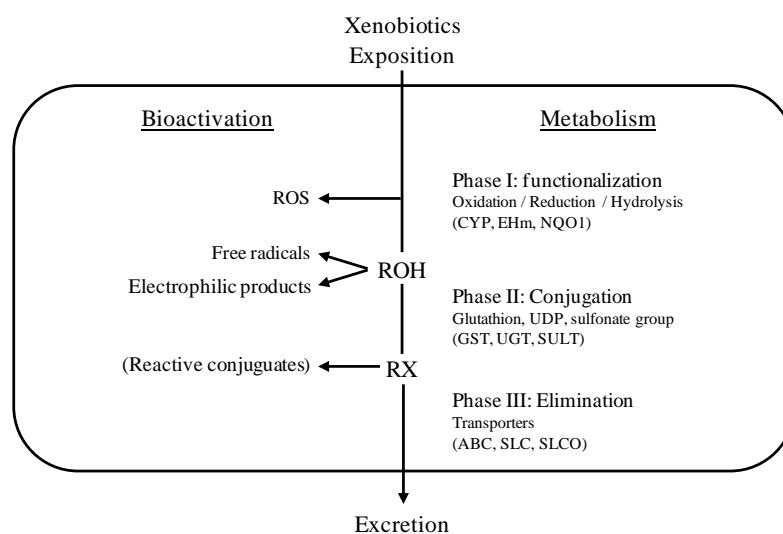 Xenobiotics
Exposition
Bioactivation
Metabolism
Phase I: functionalization
Oxidation / Reduction / Hydrolysis
(CYP, EHm, NQO1)
ROS
Free radicals
Electrophilic products
ROH
Phase II: Conjugation
Glutathion, UDP, sulfonate group
(GST, UGT, SULT)
(Reactive conjuguates)
RX
Phase III: Elimination
Transporters
(ABC, SLC, SLCO)
Excretion